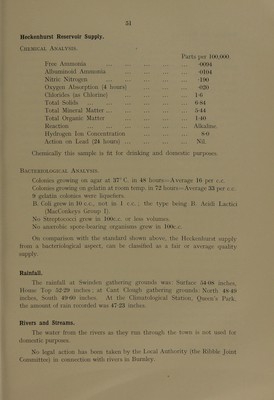 51
Heckenhurst Reservoir Supply.
Chemical Analysis.
Parts per 100,000.
Free Ammonia ... ... ... ... ... ·0094
Albuminoid Ammonia ... ... ... ... ·0104
Nitric Nitrogen ... ... ... ... ... ·190
Oxygen Absorption (4 hours) ... ... ... ·020
Chlorides (as Chlorine) ... ... ... ... 1·6
Total Solids ... ... ... ... ... 6·84
Total Mineral Matter ... ... ... ... 5·44
Total Organic Matter ... ... ... ... 1·40
Reaction ... ... ... ... ... Alkaline.
Hydrogen Ion Concentration ... ... ... 8·0
Action on Lead (24 hours) ... ... ... ... Nil.
Chemically this sample is fit for drinking and domestic purposes.
Bacteriological Analysis.
Colonies growing on agar at 37° C. in 48 hours—Average 16 per c.c.
Colonies growing on gelatin at room temp. in 72 hours—Average 33 per c.c.
9 gelatin colonies were liquefiers.
B. Coli grew in 10 c.c., not in 1 c.c., the type being B. Acidi Lactici
(MacConkeys Group I).
No Streptococci grew in 100c.c. or less volumes.
No anærobic spore-bearing organisms grew in 100c.c.
On comparison with the standard shown above, the Heckenhurst supply
from a bacteriological aspect, can be classified as a fair or average quality
supply.
Rainfall.
The rainfall at Swinden gathering grounds was: Surface 54·08 inches,
House Top 52·29 inches; at Cant Clough gathering grounds: North 49·49
inches, South 49·60 inches. At the Climatological Station, Queen's Park,
the amount of rain recorded was 47·23 inches.
Rivers and Streams.
The water from the rivers as they run through the town is not used for
domestic purposes.
No legal action has been taken by the Local Authority (the Ribble Joint
Committee) in connection with rivers in Burnley.